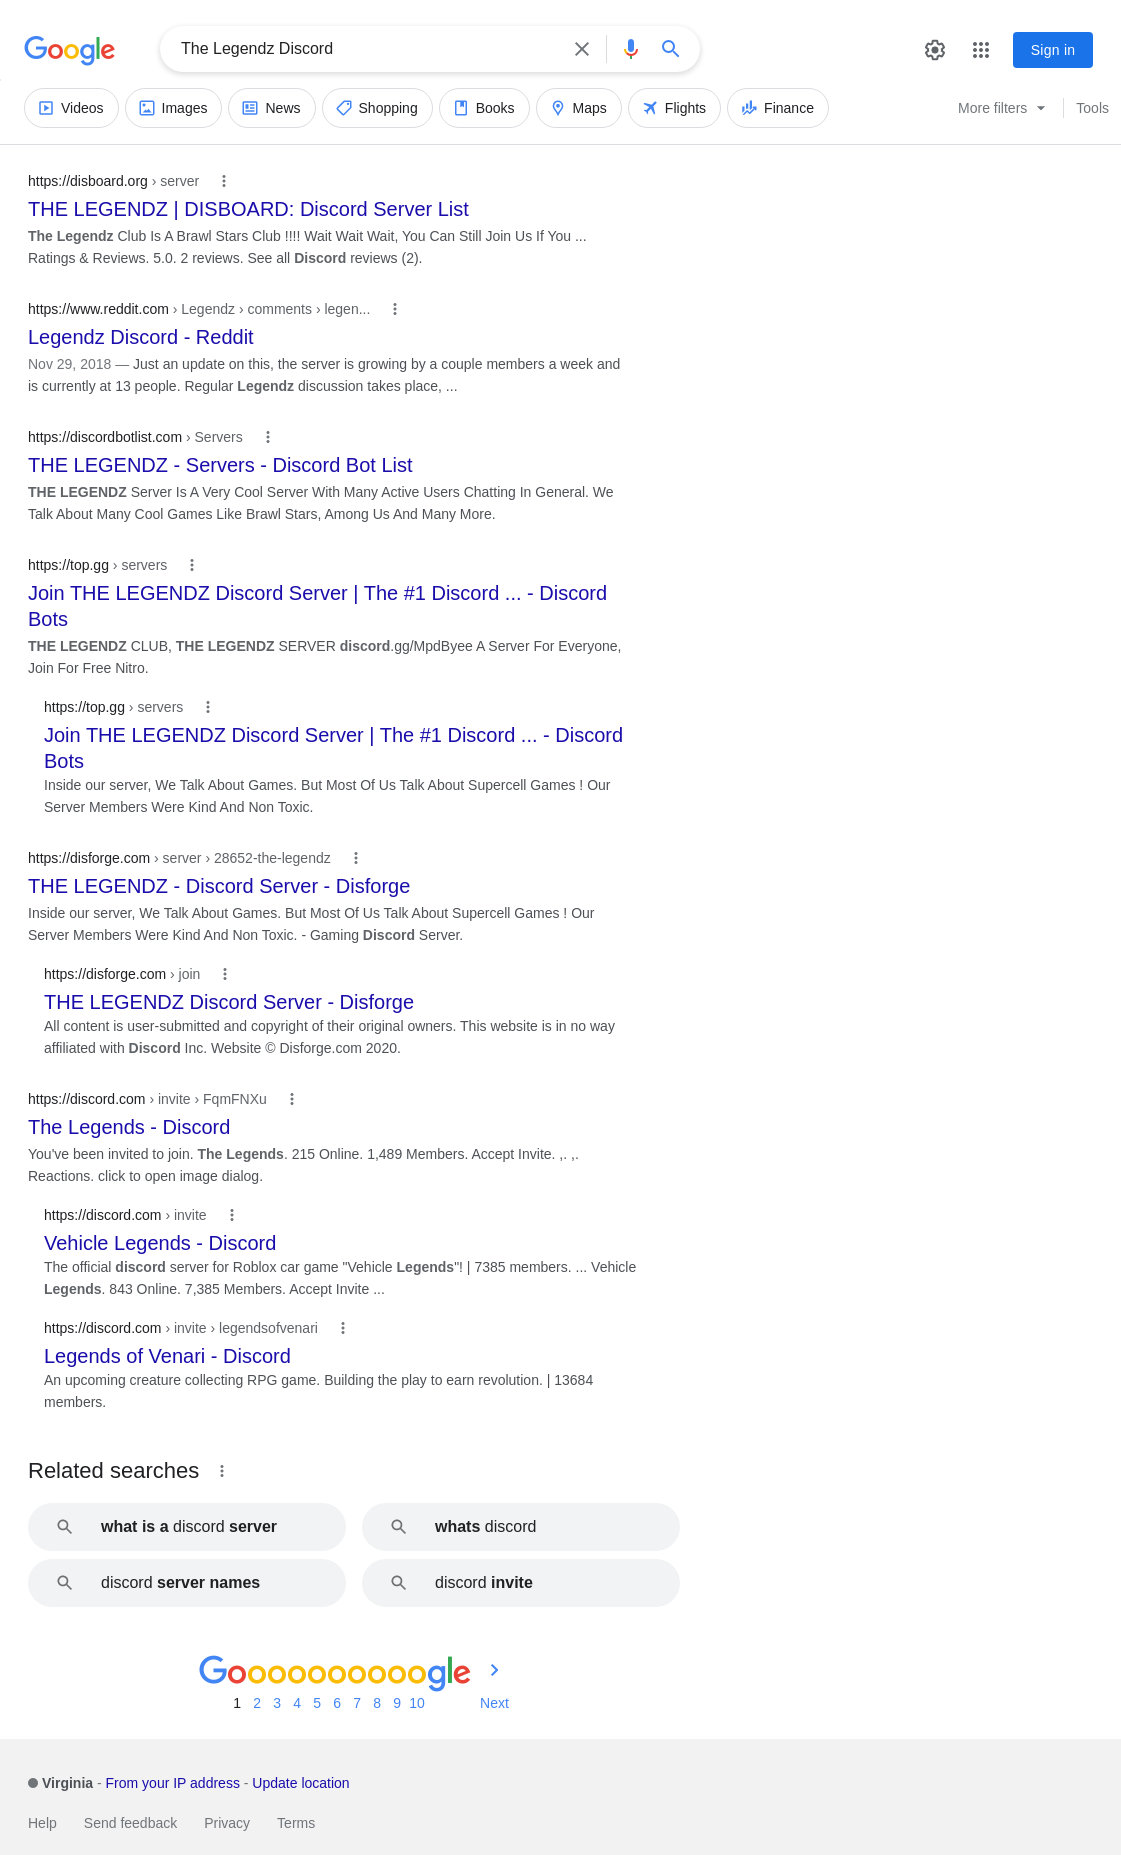 Google
The Legendz Discord
Sign in
Videos Images News Shopping Books Maps Flights Finance More filters Tools
https://disboard.org › server
THE LEGENDZ | DISBOARD: Discord Server List
The Legendz Club Is A Brawl Stars Club !!!! Wait Wait Wait, You Can Still Join Us If You ...
Ratings & Reviews. 5.0. 2 reviews. See all Discord reviews (2).
https://www.reddit.com › Legendz › comments › legen...
Legendz Discord - Reddit
Nov 29, 2018 — Just an update on this, the server is growing by a couple members a week and
is currently at 13 people. Regular Legendz discussion takes place, ...
https://discordbotlist.com › Servers
THE LEGENDZ - Servers - Discord Bot List
THE LEGENDZ Server Is A Very Cool Server With Many Active Users Chatting In General. We
Talk About Many Cool Games Like Brawl Stars, Among Us And Many More.
https://top.gg › servers
Join THE LEGENDZ Discord Server | The #1 Discord ... - Discord
Bots
THE LEGENDZ CLUB, THE LEGENDZ SERVER discord.gg/MpdByee A Server For Everyone,
Join For Free Nitro.
https://top.gg › servers
Join THE LEGENDZ Discord Server | The #1 Discord ... - Discord
Bots
Inside our server, We Talk About Games. But Most Of Us Talk About Supercell Games ! Our
Server Members Were Kind And Non Toxic.
https://disforge.com › server › 28652-the-legendz
THE LEGENDZ - Discord Server - Disforge
Inside our server, We Talk About Games. But Most Of Us Talk About Supercell Games ! Our
Server Members Were Kind And Non Toxic. - Gaming Discord Server.
https://disforge.com › join
THE LEGENDZ Discord Server - Disforge
All content is user-submitted and copyright of their original owners. This website is in no way
affiliated with Discord Inc. Website © Disforge.com 2020.
https://discord.com › invite › FqmFNXu
The Legends - Discord
You've been invited to join. The Legends. 215 Online. 1,489 Members. Accept Invite. ,. ,.
Reactions. click to open image dialog.
https://discord.com › invite
Vehicle Legends - Discord
The official discord server for Roblox car game "Vehicle Legends"! | 7385 members. ... Vehicle
Legends. 843 Online. 7,385 Members. Accept Invite ...
https://discord.com › invite › legendsofvenari
Legends of Venari - Discord
An upcoming creature collecting RPG game. Building the play to earn revolution. | 13684
members.
Related searches
what is a discord server
whats discord
discord server names
discord invite
Goooooooooogle
1 2 3 4 5 6 7 8 9 10 Next
Virginia - From your IP address - Update location
Help Send feedback Privacy Terms